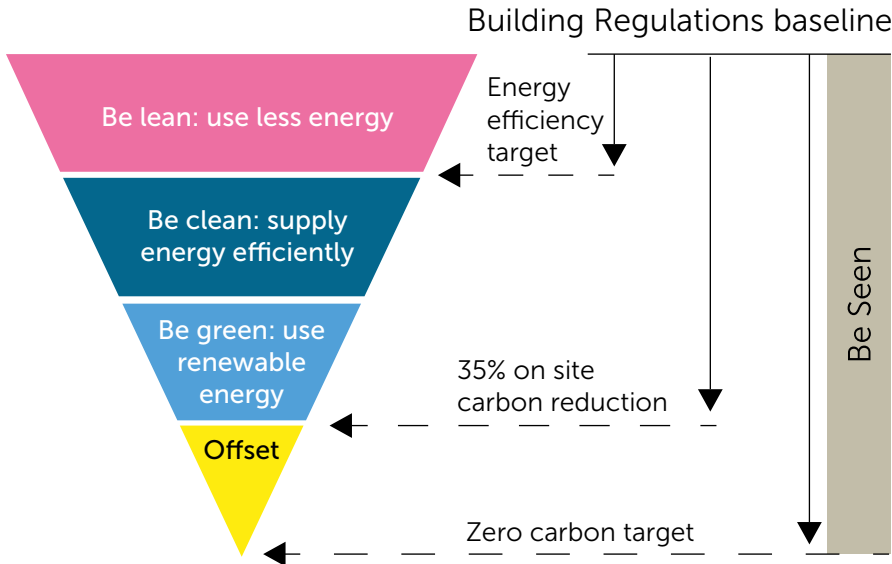 Building Regulations baseline
Be lean: use less energy
Energy
efficiency
target
Be clean: supply
energy efficiently
Be green: use
renewable
energy
35% on site
carbon reduction
Offset
Zero carbon target
Be Seen